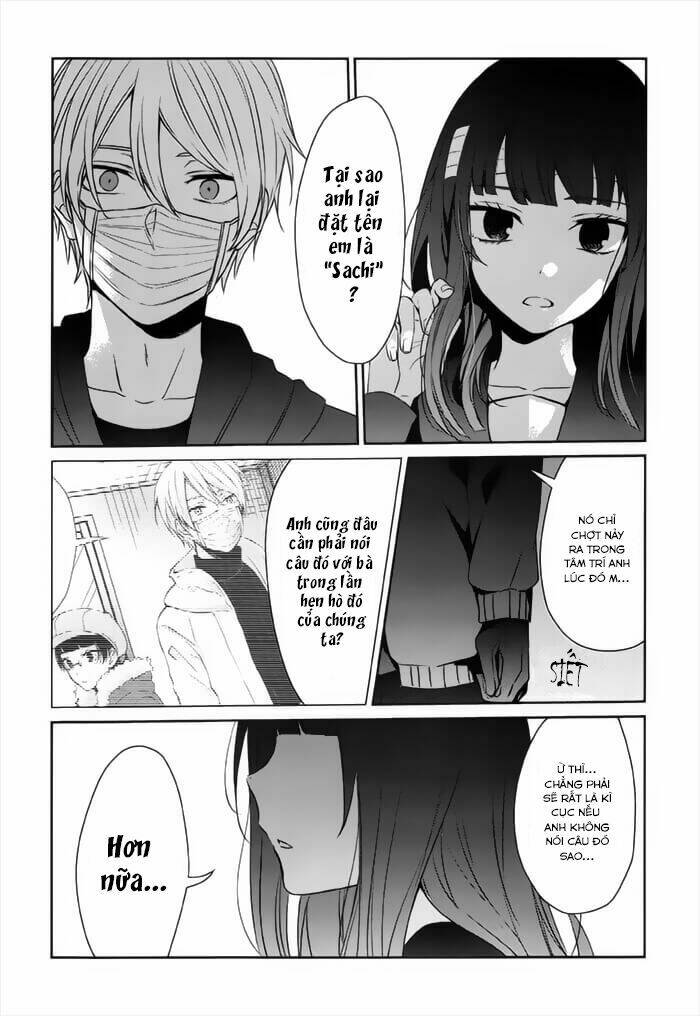 Tại sao
anh lại
đặt tên
em là
"Sachi"
?
NÓ CHỈ
CHỢT NẢY
RA TRONG
TÂM TRÍ ANH
LÚC ĐÓ M...
SIẾT
Anh cũng đâu
cần phải nói
câu đó với bà
trong lần
hẹn hò đó
của chúng
ta?
Ừ THÌ...
CHẲNG PHẢI
SẼ RẤT LÀ KÌ
CỤC NẾU
ANH KHÔNG
NÓI CÂU ĐÓ
SAO...
Hơn
nữa...